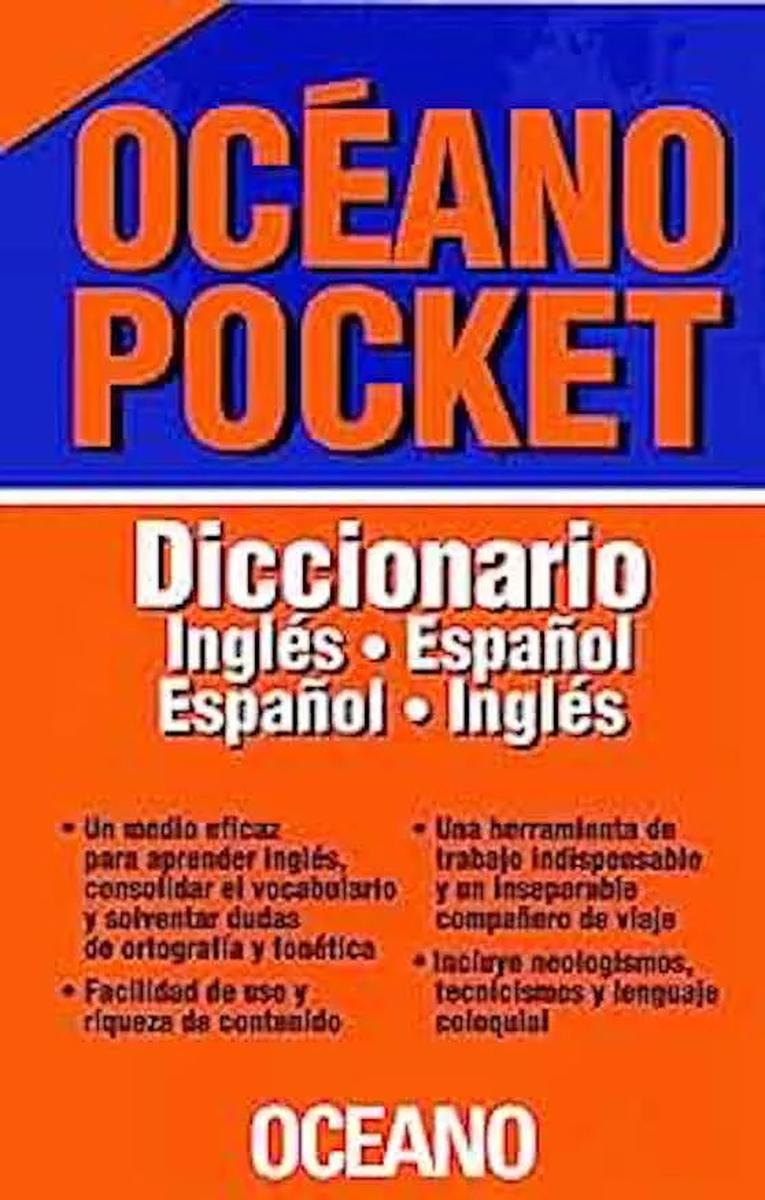 OCÉANO
POCKET
Diccionario
Inglés • Español
Español • Inglés
• Un medio eficaz
para aprender inglés,
consolidar el vocabulario
y solventar dudas
de ortografía y fonética
• Facilidad de uso y
riqueza de contenido
• Una herramienta de
trabajo indispensable
y un inseparable
compañero de viaje
• Incluye neologismos,
tecnicismos y lenguaje
coloquial
OCEANO